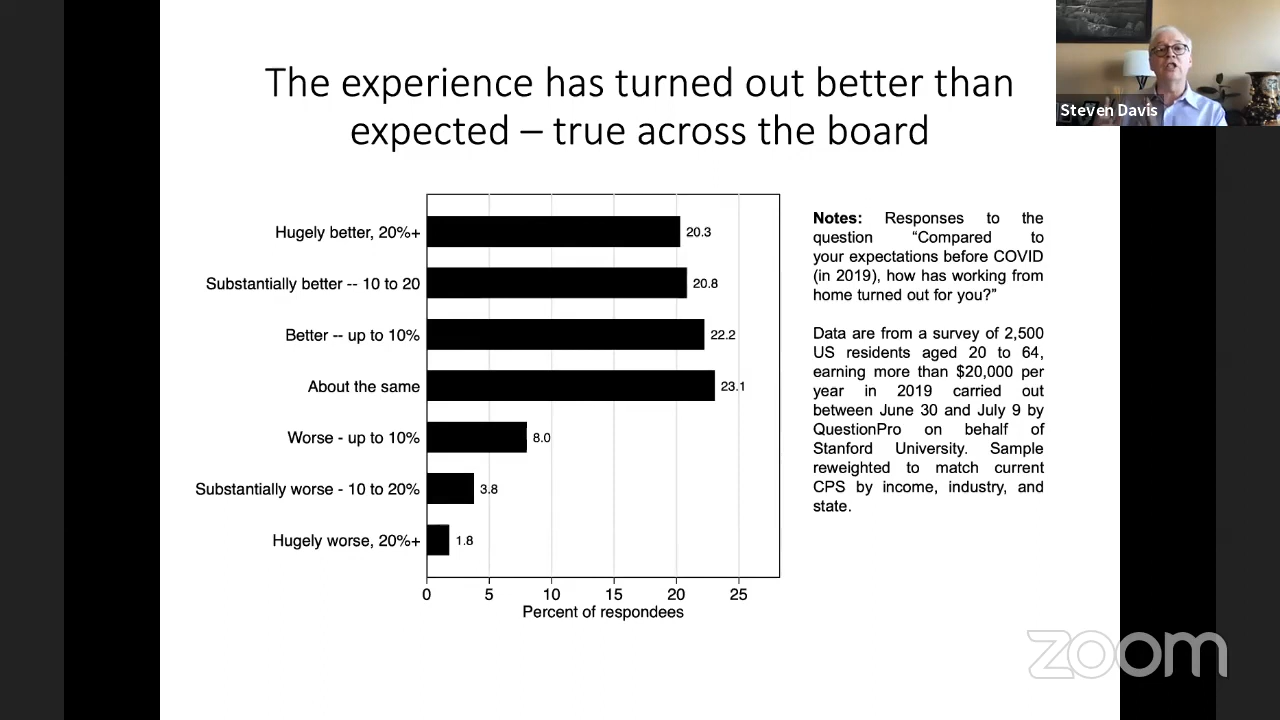 The experience has turned out better than
expected – true across the board
Steven Davis
Hugely better, 20%+ 20.3
Substantially better -- 10 to 20 20.8
Better -- up to 10% 22.2
About the same 23.1
Worse - up to 10% 8.0
Substantially worse - 10 to 20% 3.8
Hugely worse, 20%+ 1.8
0 5 10 15 20 25
Percent of respondees
Notes: Responses to the
question “Compared to
your expectations before COVID
(in 2019), how has working from
home turned out for you?”
Data are from a survey of 2,500
US residents aged 20 to 64,
earning more than $20,000 per
year in 2019 carried out
between June 30 and July 9 by
QuestionPro on behalf of
Stanford University. Sample
reweighted to match current
CPS by income, industry, and
state.
zoom